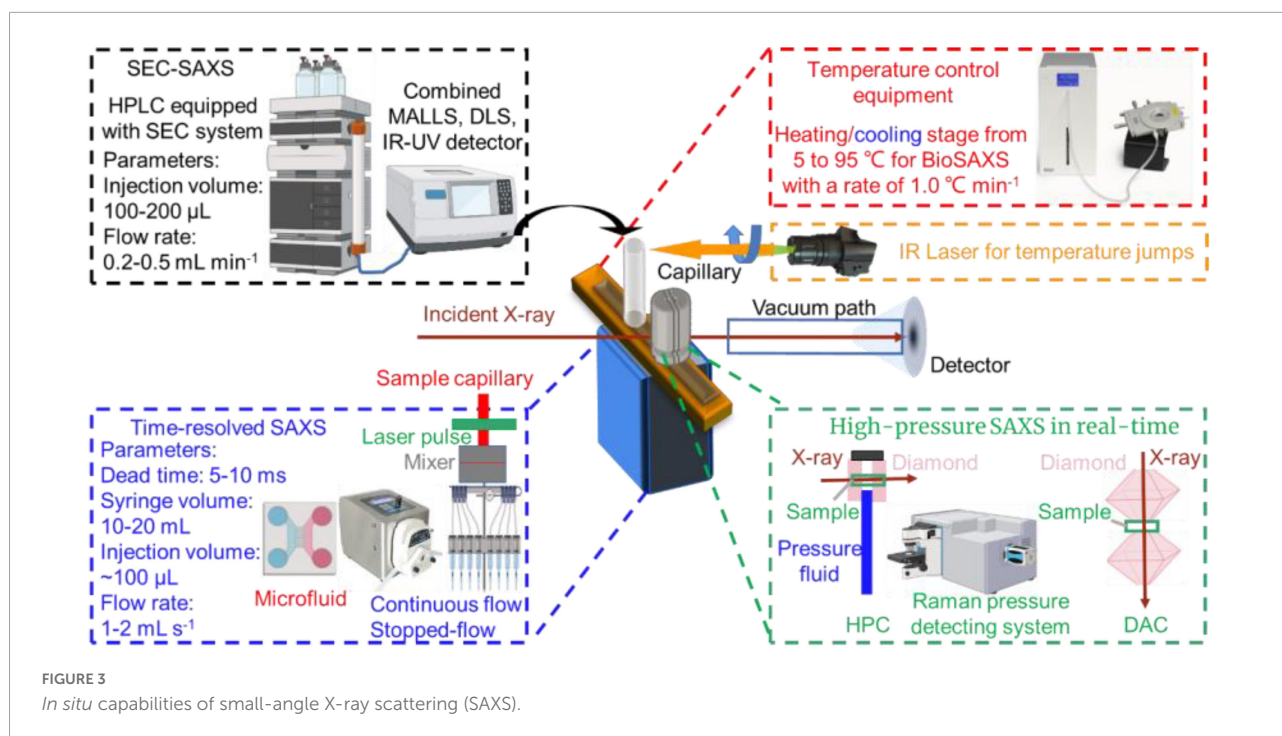 SEC-SAXS
HPLC equipped
with SEC system
Parameters:
Injection volume:
100-200 µL
Flow rate:
0.2-0.5 mL min⁻¹
Combined
MALLS, DLS,
IR-UV detector
Temperature control
equipment
Heating/cooling stage from
5 to 95 ℃ for BioSAXS
with a rate of 1.0 ℃ min⁻¹
IR Laser for temperature jumps
Capillary
Incident X-ray
Vacuum path
Detector
Time-resolved SAXS
Parameters:
Dead time: 5-10 ms
Syringe volume:
10-20 mL
Injection volume:
~100 µL
Flow rate:
1-2 mL s⁻¹
Sample capillary
Laser pulse
Mixer
Microfluid
Continuous flow
Stopped-flow
High-pressure SAXS in real-time
X-ray
Diamond
Sample
Pressure
fluid
HPC
Raman pressure
detecting system
Diamond
X-ray
Sample
DAC
FIGURE 3
In situ capabilities of small-angle X-ray scattering (SAXS).